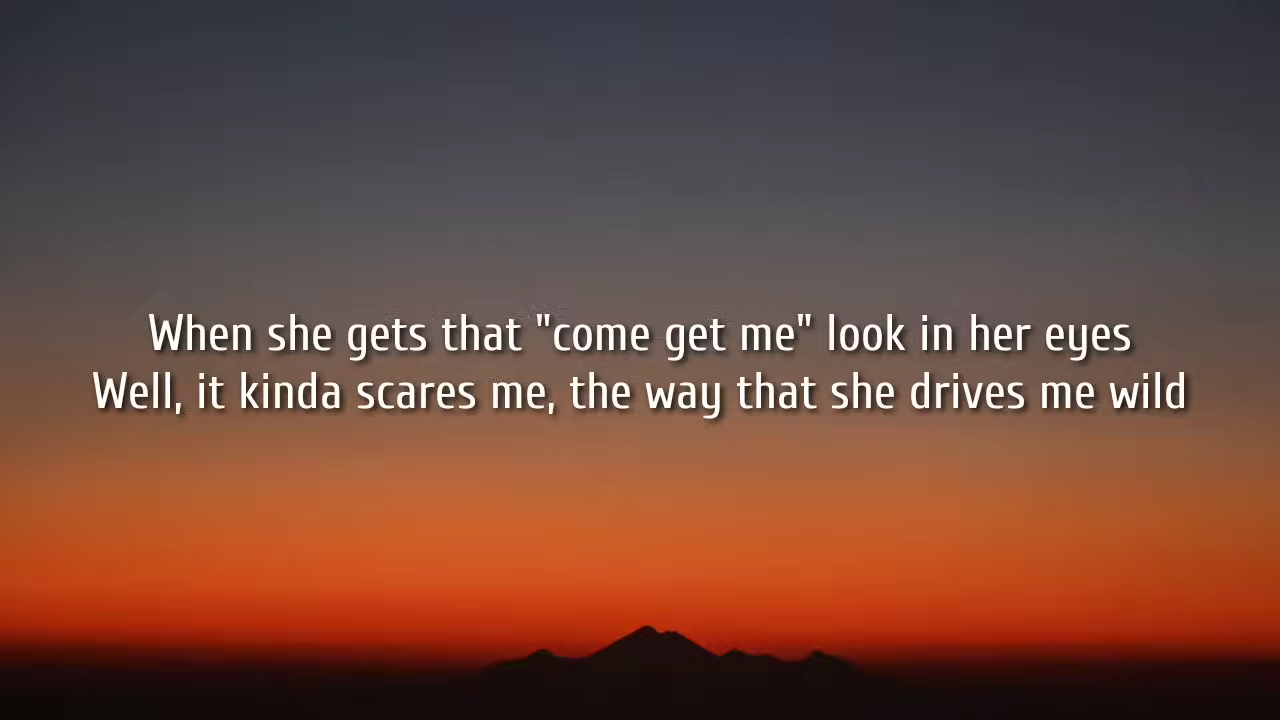 When she gets that "come get me" look in her eyes
Well, it kinda scares me, the way that she drives me wild